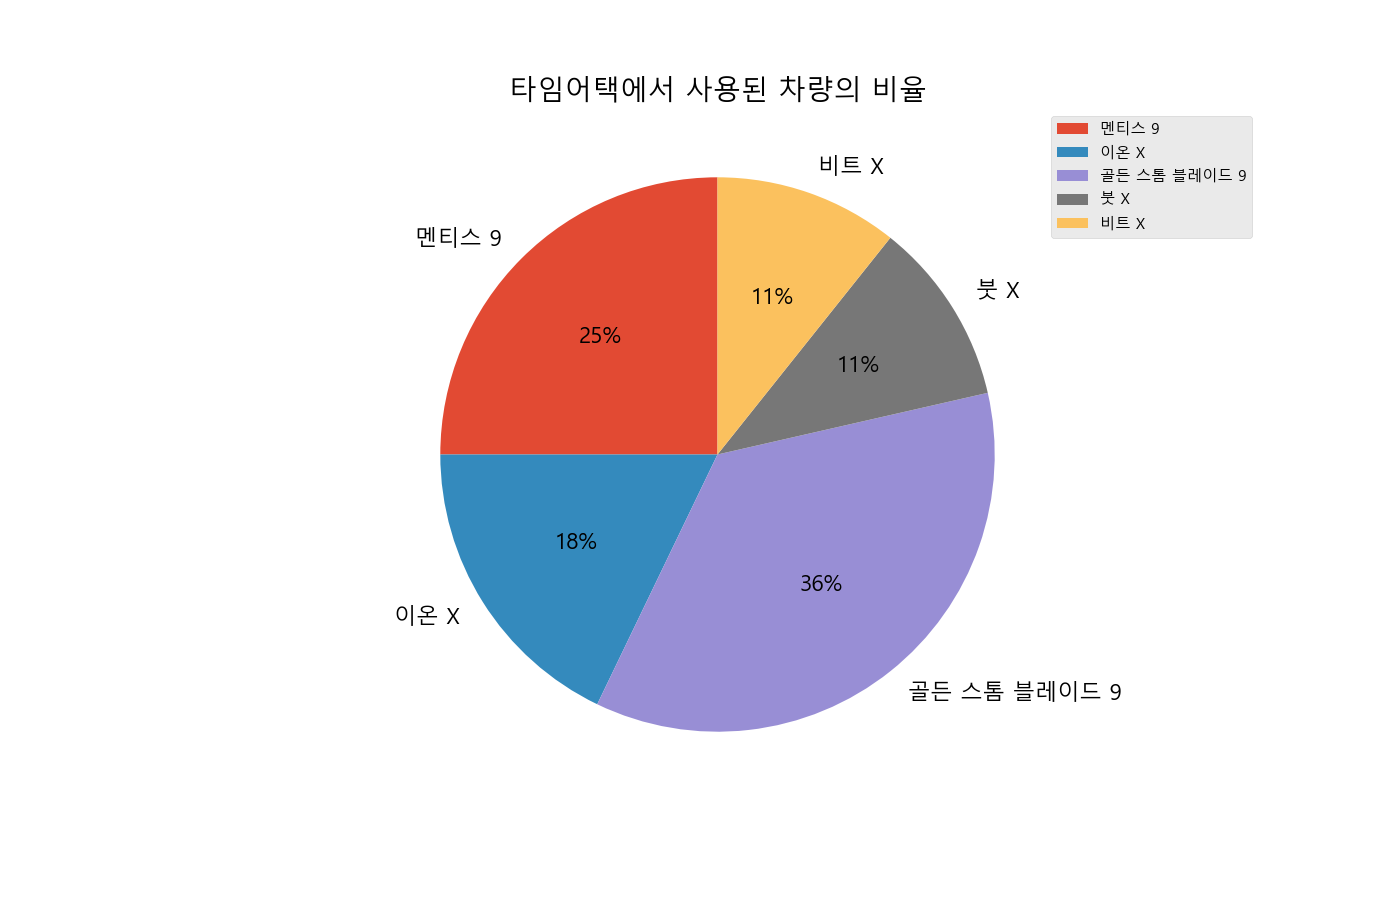 타임어택에서 사용된 차량의 비율
멘티스 9
이온 X
골든 스톰 블레이드 9
붓 X
비트 X
비트 X
멘티스 9
붓 X
11%
25%
11%
18%
36%
이온 X
골든 스톰 블레이드 9